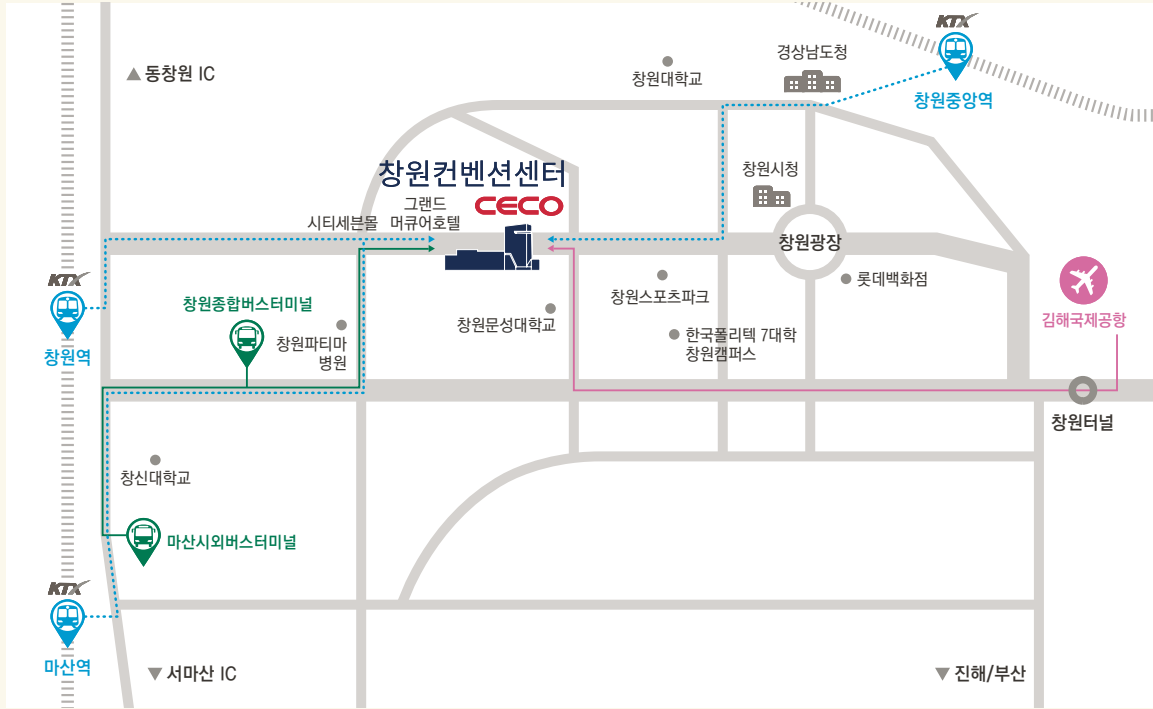 KTX
창원중앙역
▲ 동창원 IC
경상남도청
창원대학교
창원컨벤션센터
CECO
그랜드
머큐어호텔
시티세븐몰
창원시청
창원광장
롯데백화점
KTX
창원역
창원종합버스터미널
창원파티마
병원
창원문성대학교
창원스포츠파크
한국폴리텍 7대학
창원캠퍼스
김해국제공항
창원터널
창신대학교
마산시외버스터미널
KTX
마산역
▼ 서마산 IC
▼ 진해/부산